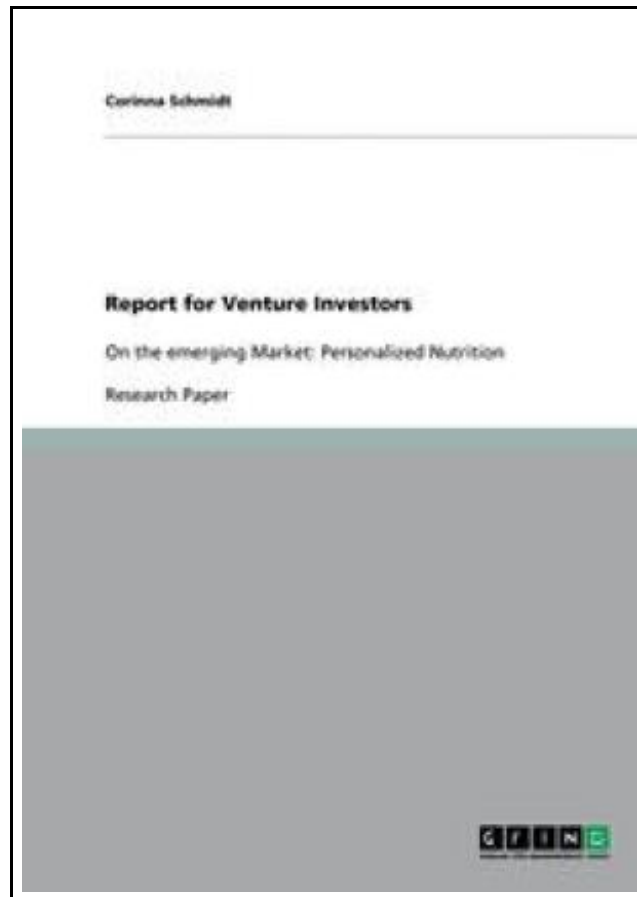 Corinna Schmidt
Report for Venture Investors
On the emerging Market: Personalized Nutrition
Research Paper
GRIN